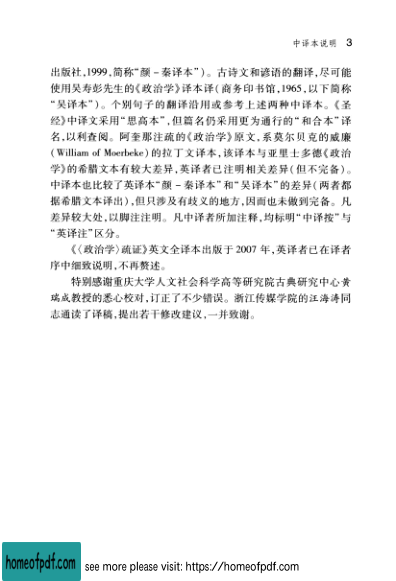 中译本说明 3
出版社,1999,简称“颜－秦译本”)。古诗文和谚语的翻译,尽可能
使用吴寿彭先生的《政治学》译本译(商务印书馆,1965,以下简称
“吴译本”)。个别句子的翻译沿用或参考上述两种中译本。《圣
经》中译文采用“思高本”,但篇名仍采用更为通行的“和合本”译
名,以利查阅。阿奎那注疏的《政治学》原文,系莫尔贝克的威廉
(William of Moerbeke)的拉丁文译本,该译本与亚里士多德《政治
学》的希腊文本有较大差异,英译者已注明相关差异(但不完备)。
中译本也比较了英译本“颜－秦译本”和“吴译本”的差异(两者都
据希腊文本译出),但只涉及有歧义的地方,因而也未做到完备。凡
差异较大处,以脚注注明。凡中译者所加注释,均标明“中译按”与
“英译注”区分。
《〈政治学〉疏证》英文全译本出版于 2007 年,英译者已在译者
序中细致说明,不再赘述。
特别感谢重庆大学人文社会科学高等研究院古典研究中心黄
瑞成教授的悉心校对,订正了不少错误。浙江传媒学院的汪海涛同
志通读了译稿,提出若干修改建议,一并致谢。
homeofpdf.com
see more please visit: https://homeofpdf.com